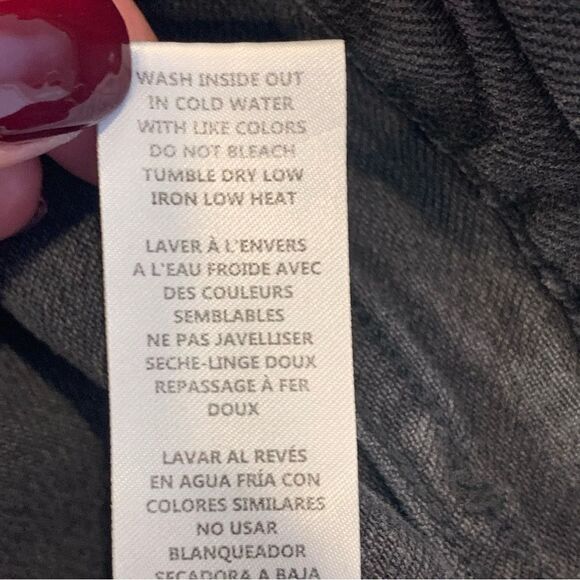 WASH INSIDE OUT
IN COLD WATER
WITH LIKE COLORS
DO NOT BLEACH
TUMBLE DRY LOW
IRON LOW HEAT
LAVER À L'ENVERS
A L'EAU FROIDE AVEC
DES COULEURS
SEMBLABLES
NE PAS JAVELLISER
SECHE-LINGE DOUX
REPASSAGE À FER
DOUX
LAVAR AL REVÉS
EN AGUA FRÍA CON
COLORES SIMILARES
NO USAR
BLANQUEADOR
SECADORA A BAJA